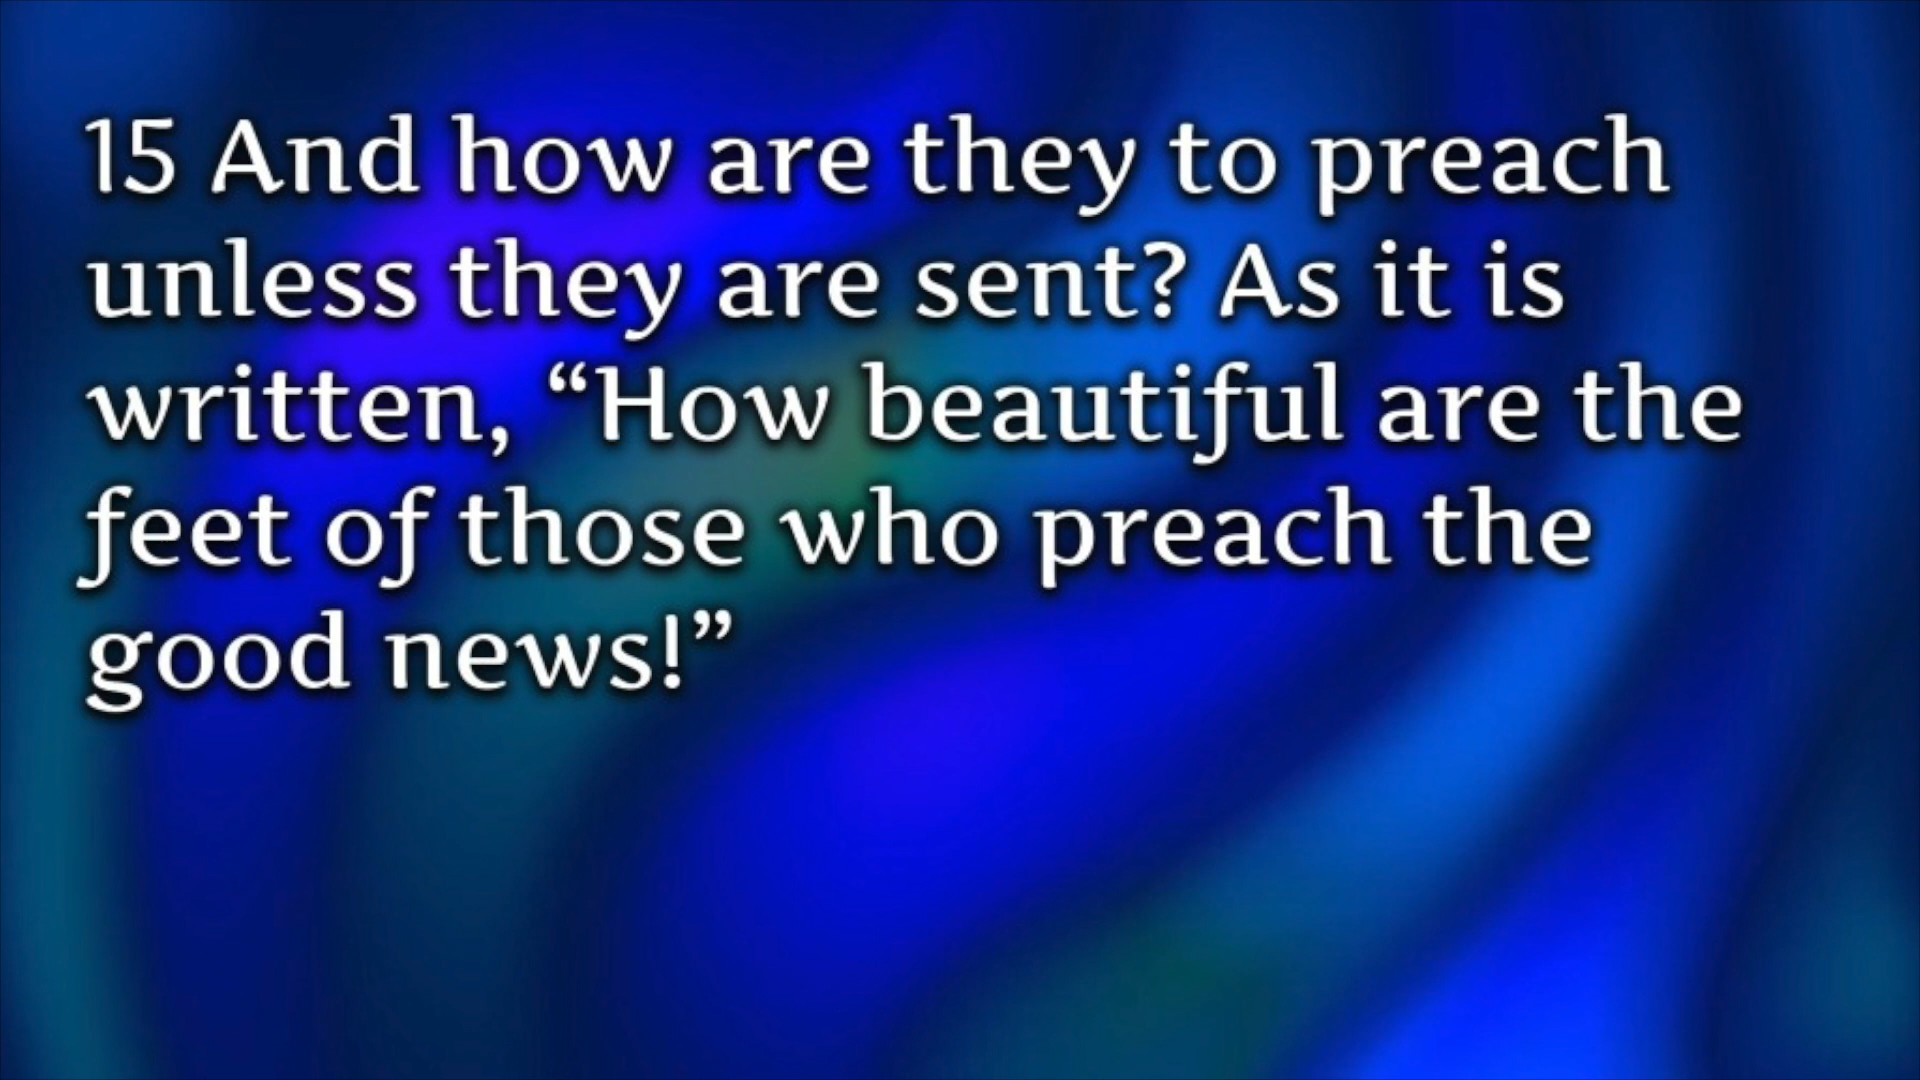 15 And how are they to preach
unless they are sent? As it is
written, “How beautiful are the
feet of those who preach the
good news!”